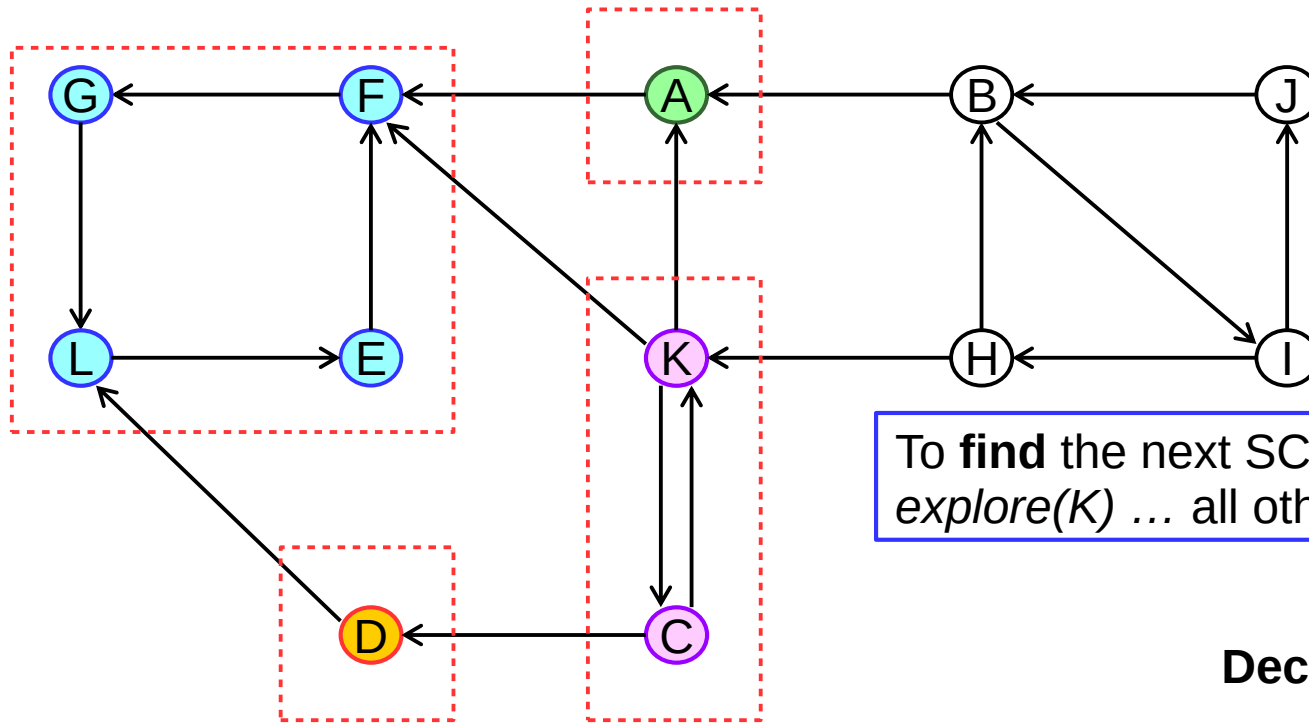 G F A B J
L E K H I
To find the next SC
explore(K) … all oth
D C
Dec